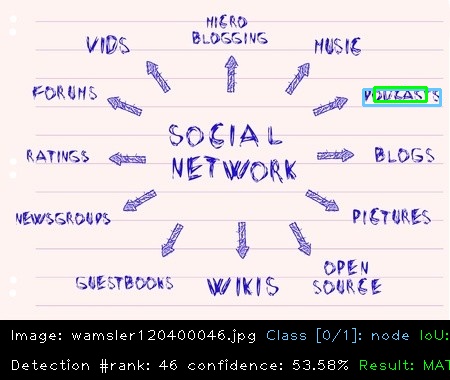 MICRO
BLOGGING
VIDS
MUSIC
FORUMS
PODCASTS
SOCIAL
NETWORK
RATINGS
BLOGS
NEWSGROUPS
PICTURES
GUESTBOOKS
WIKIS
OPEN
SOURCE
Image: wamsler120400046.jpg Class [0/1]: node IoU:
Detection #rank: 46 confidence: 53.58% Result: MAT